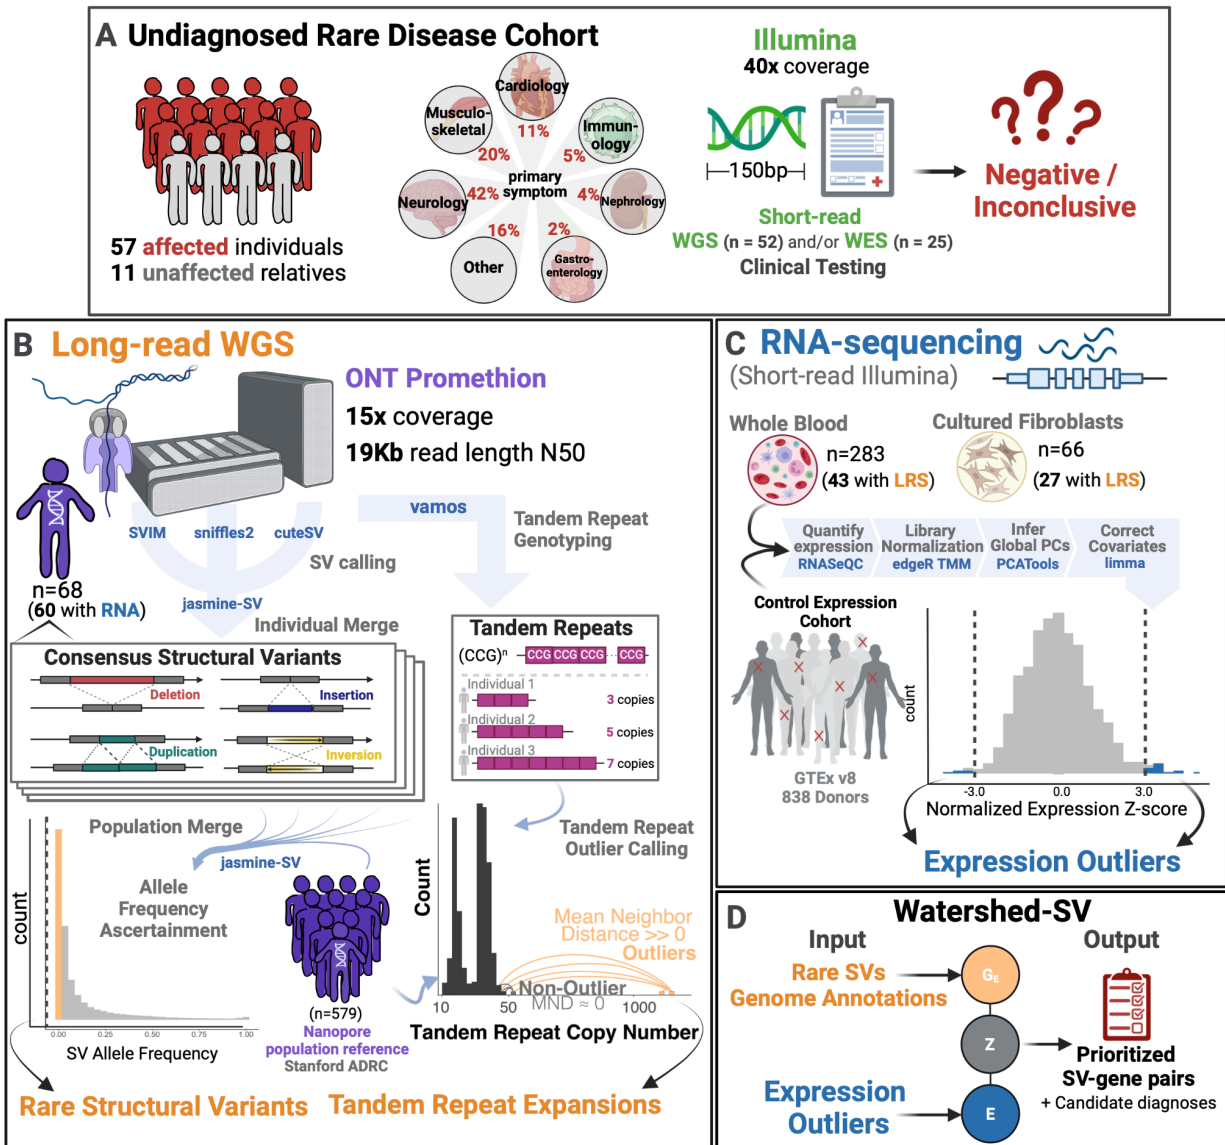 A Undiagnosed Rare Disease Cohort
57 affected individuals
11 unaffected relatives
Cardiology
11%
Immun-
ology
5%
Musculo-
skeletal
20%
primary
symptom
Neurology
42%
4%
Nephrology
16%
Other
2%
Gastro-
enterology
Illumina
40x coverage
150bp
Short-read
WGS (n = 52) and/or WES (n = 25)
Clinical Testing
???
Negative /
Inconclusive
B Long-read WGS
ONT Promethion
15x coverage
19Kb read length N50
n=68
(60 with RNA)
SVIM sniffles2 cuteSV
SV calling
jasmine-SV
Individual Merge
vamos
Tandem Repeat
Genotyping
Consensus Structural Variants
Deletion
Insertion
Duplication
Inversion
Tandem Repeats
(CCG)n
CCG CCG CCG CCG
Individual 1
3 copies
Individual 2
5 copies
Individual 3
7 copies
Population Merge
jasmine-SV
Allele
Frequency
Ascertainment
count
0.00 0.25 0.50 0.75 1.00
SV Allele Frequency
(n=579)
Nanopore
population reference
Stanford ADRC
Tandem Repeat
Outlier Calling
Count
Mean Neighbor
Distance >> 0
Outliers
Non-Outlier
MND ≈ 0
10 50 1000
Tandem Repeat Copy Number
Rare Structural Variants
Tandem Repeat Expansions
C RNA-sequencing
(Short-read Illumina)
Whole Blood
n=283
(43 with LRS)
Cultured Fibroblasts
n=66
(27 with LRS)
Quantify
expression
RNASeQC
Library
Normalization
edgeR TMM
Infer
Global PCs
PCATools
Correct
Covariates
limma
Control Expression
Cohort
GTEx v8
838 Donors
count
-3.0 0.0 3.0
Normalized Expression Z-score
Expression Outliers
D Watershed-SV
Input
Output
Rare SVs
Genome Annotations
GE
Z
E
Expression
Outliers
Prioritized
SV-gene pairs
+ Candidate diagnoses